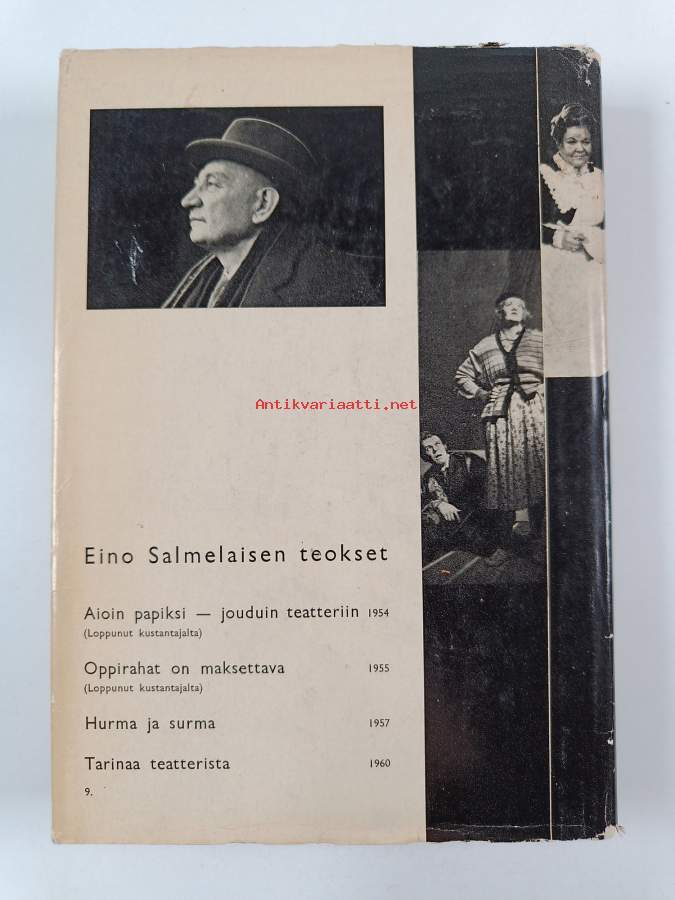 Antikvariaatti.net
Eino Salmelaisen teokset
Aioin papiksi — jouduin teatteriin 1954
(Loppunut kustantajalta)
Oppirahat on maksettava 1955
(Loppunut kustantajalta)
Hurma ja surma 1957
Tarinaa teatterista 1960
9.